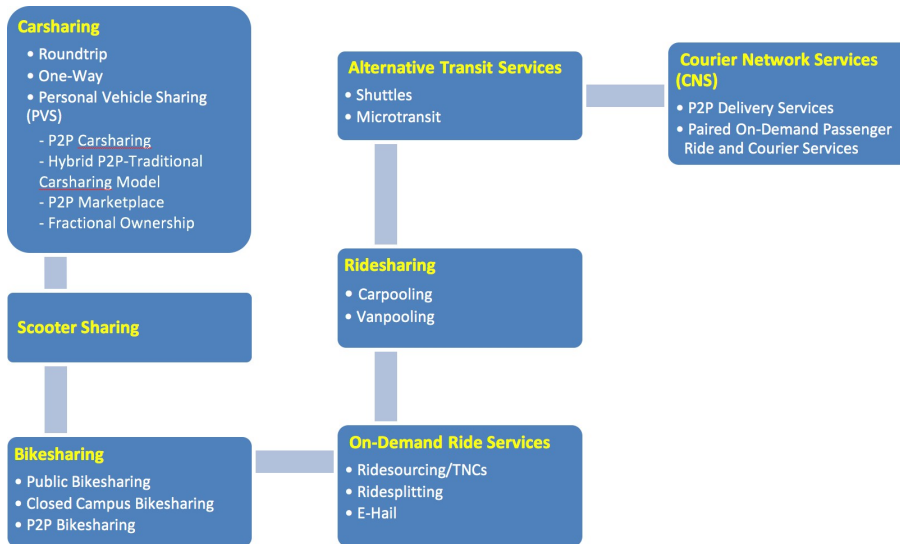 Carsharing
• Roundtrip
• One-Way
• Personal Vehicle Sharing
(PVS)
- P2P Carsharing
- Hybrid P2P-Traditional
Carsharing Model
- P2P Marketplace
- Fractional Ownership
Scooter Sharing
Bikesharing
• Public Bikesharing
• Closed Campus Bikesharing
• P2P Bikesharing
On-Demand Ride Services
• Ridesourcing/TNCs
• Ridesplitting
• E-Hail
Ridesharing
• Carpooling
• Vanpooling
Alternative Transit Services
• Shuttles
• Microtransit
Courier Network Services
(CNS)
• P2P Delivery Services
• Paired On-Demand Passenger
Ride and Courier Services